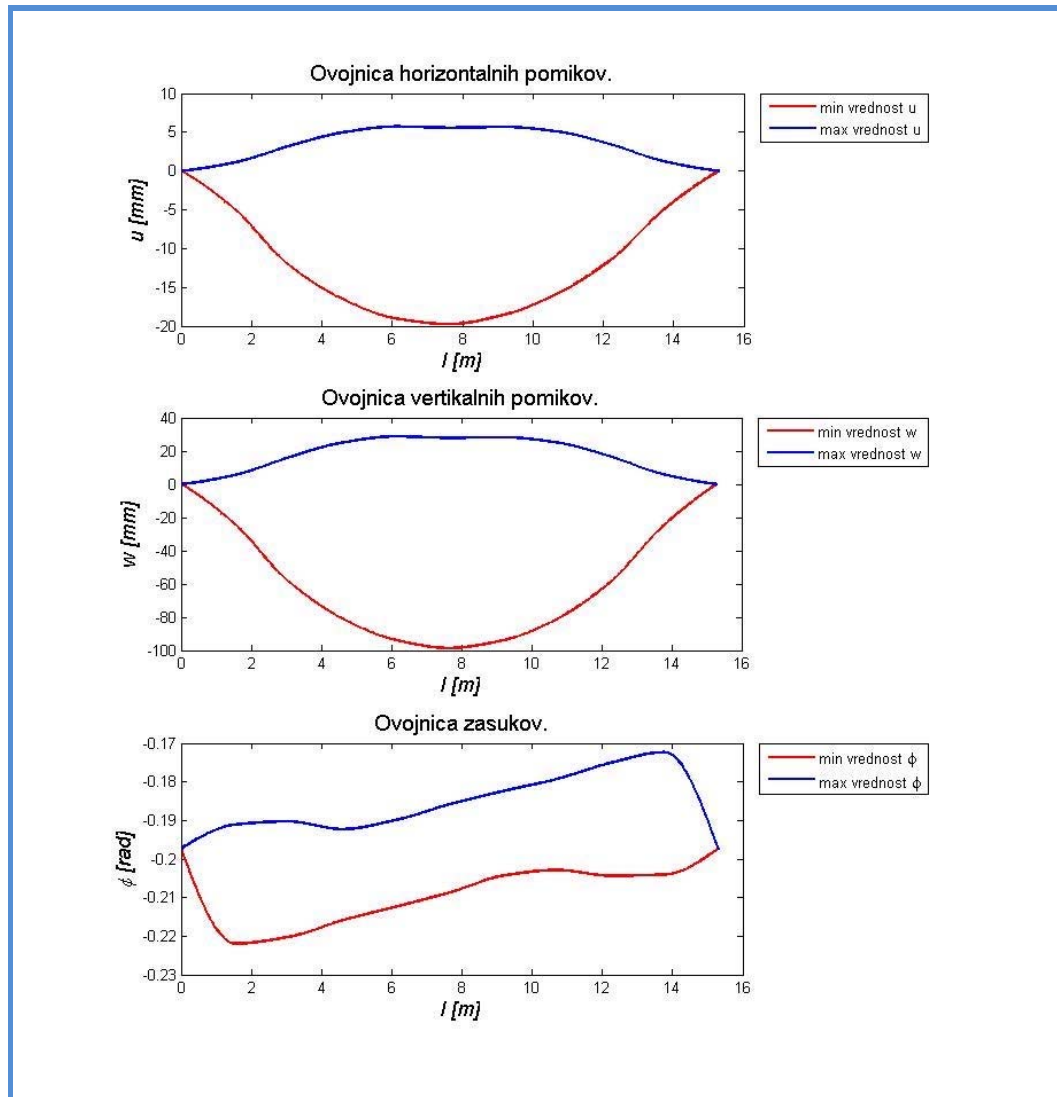 Ovojnica horizontalnih pomikov.
10
5
0
-5
-10
-15
-20
u [mm]
0 2 4 6 8 10 12 14 16
l [m]
min vrednost u
max vrednost u
Ovojnica vertikalnih pomikov.
40
20
0
-20
-40
-60
-80
-100
w [mm]
0 2 4 6 8 10 12 14 16
l [m]
min vrednost w
max vrednost w
Ovojnica zasukov.
-0.17
-0.18
-0.19
-0.2
-0.21
-0.22
-0.23
ϕ [rad]
0 2 4 6 8 10 12 14 16
l [m]
min vrednost ϕ
max vrednost ϕ